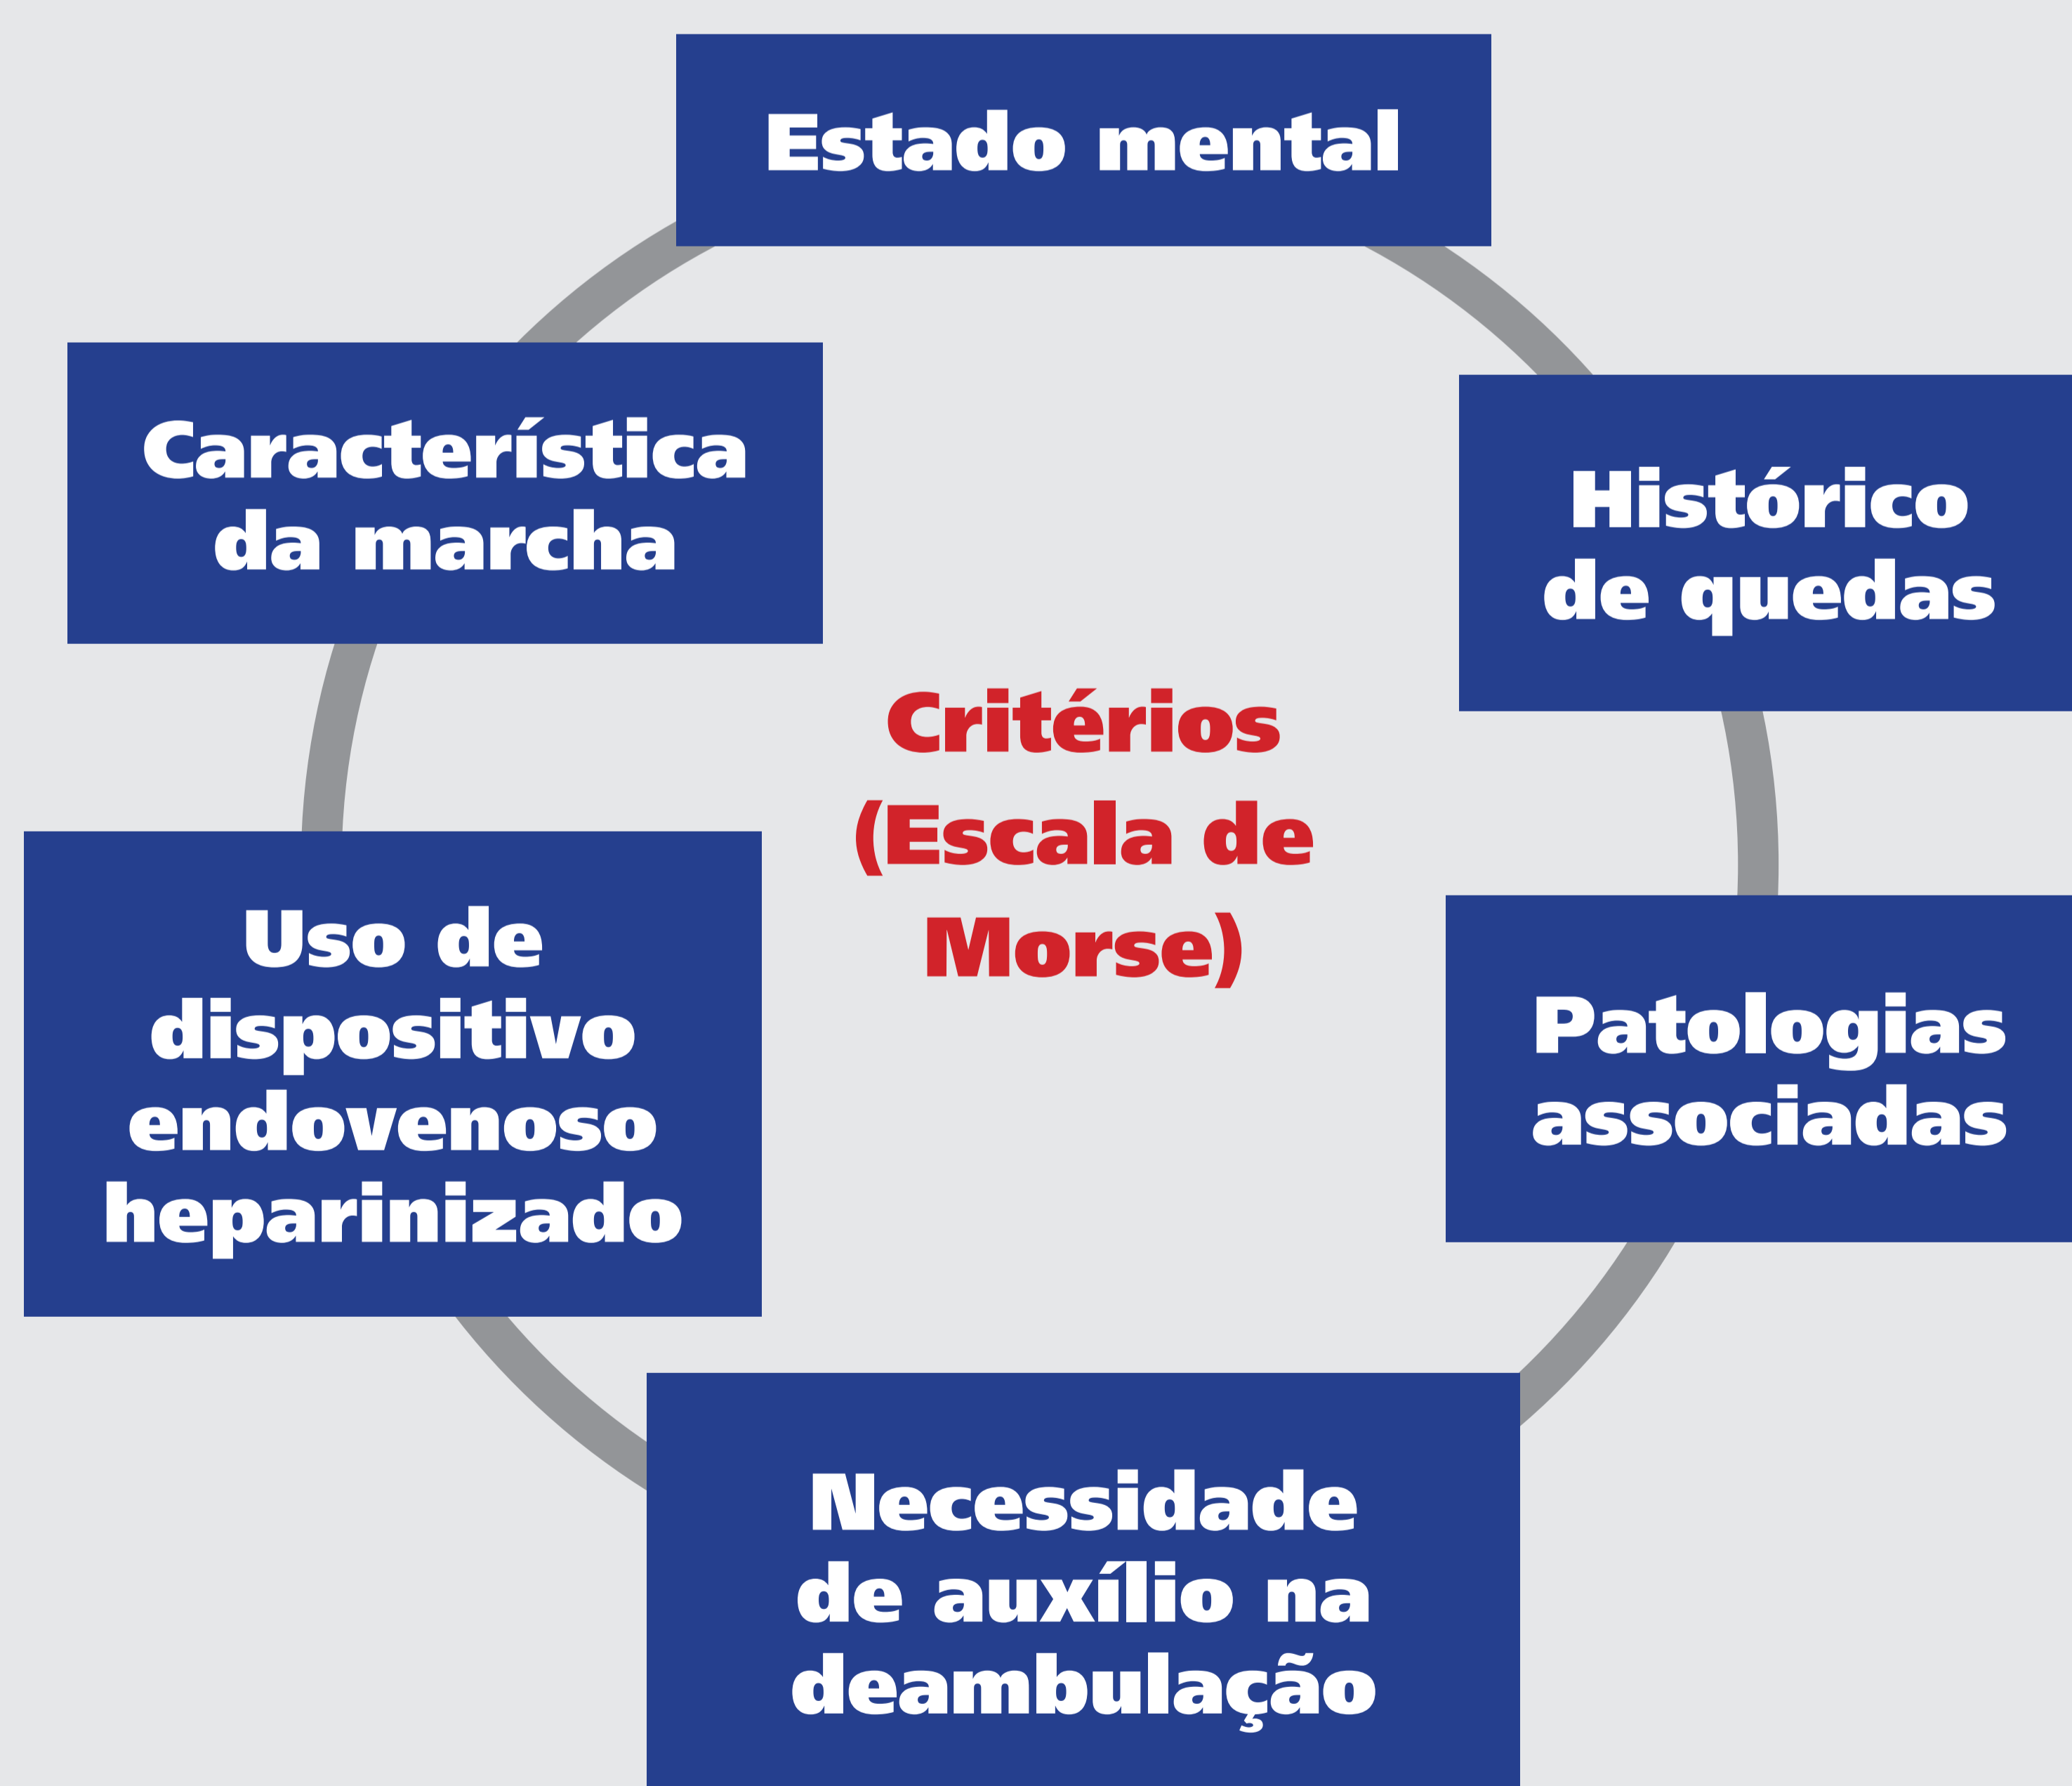 Estado mental
Característica
da marcha
Histórico
de quedas
Critérios
(Escala de
Morse)
Uso de
dispositivo
endovenoso
heparinizado
Patologias
associadas
Necessidade
de auxílio na
deambulação